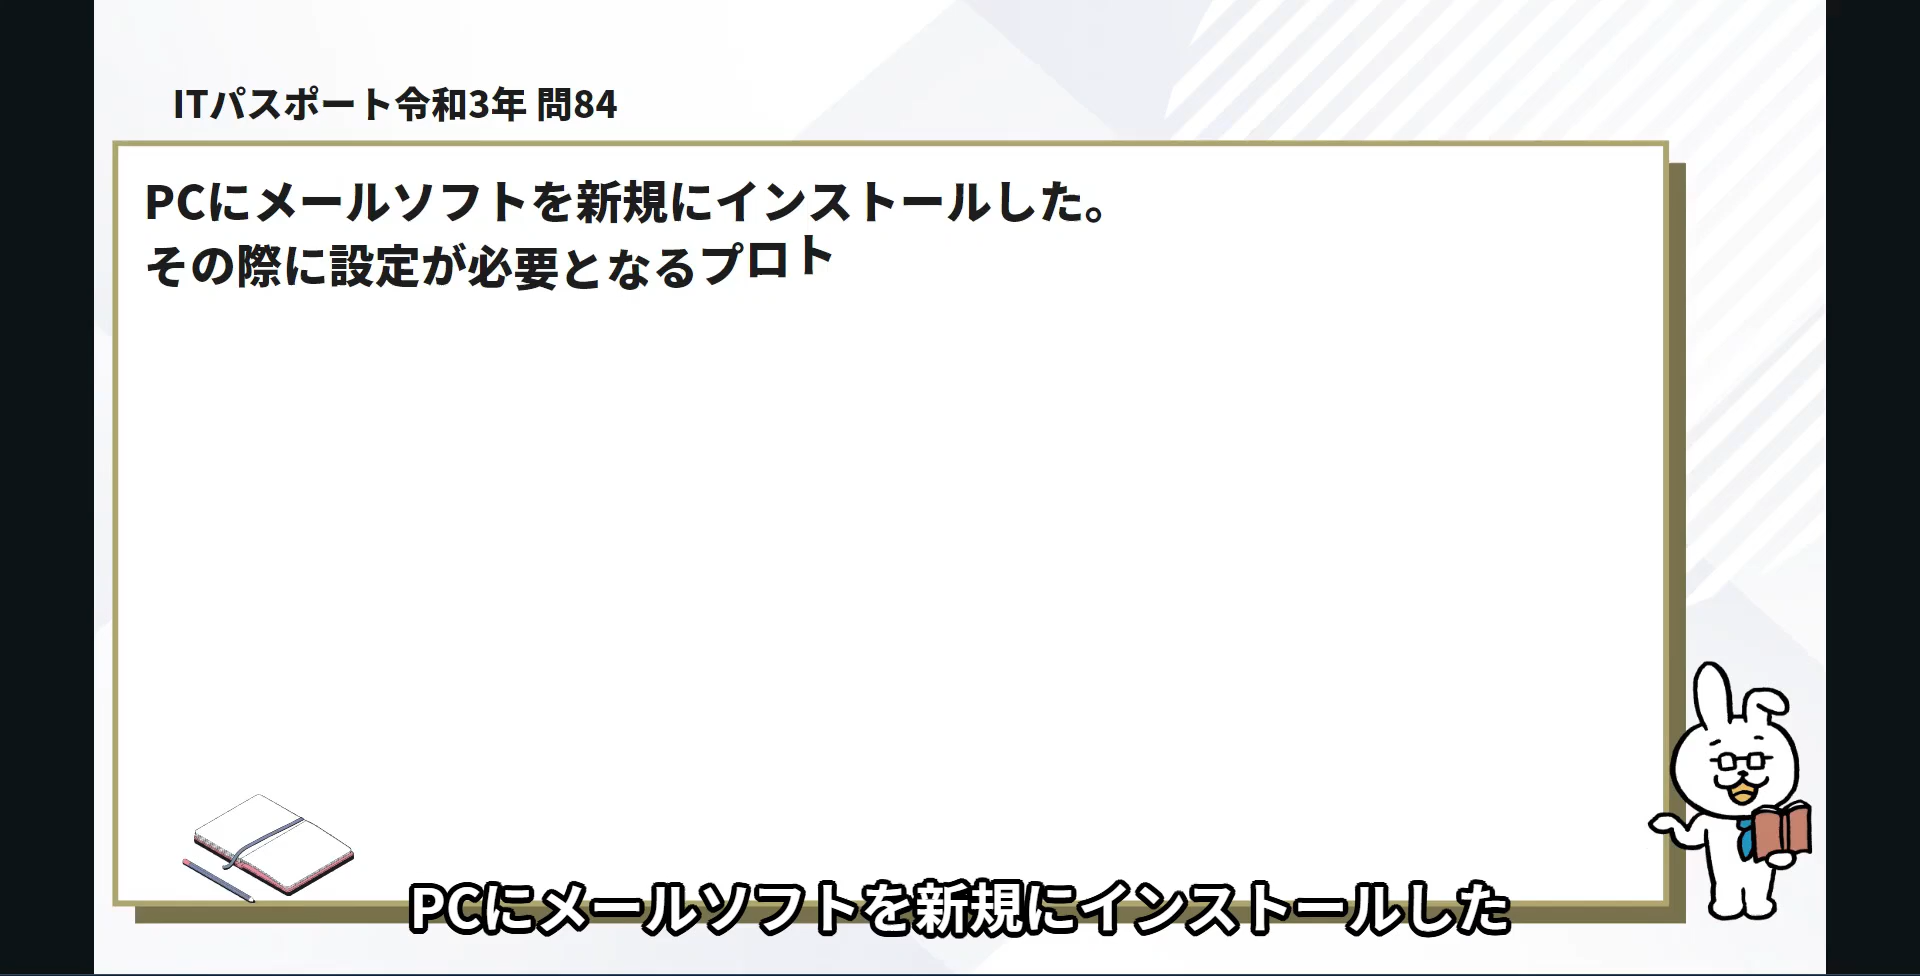 ITパスポート令和3年 問84
PCにメールソフトを新規にインストールした。
その際に設定が必要となるプロト
PCにメールソフトを新規にインストールした